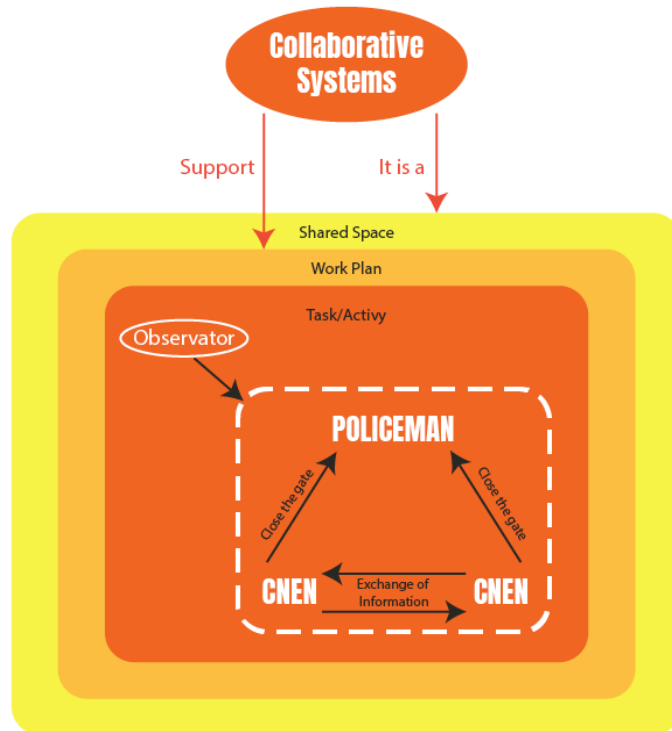 Collaborative
Systems
Support
It is a
Shared Space
Work Plan
Task/Activy
Observator
POLICEMAN
Close the gate
Close the gate
CNEN
Exchange of
Information
CNEN